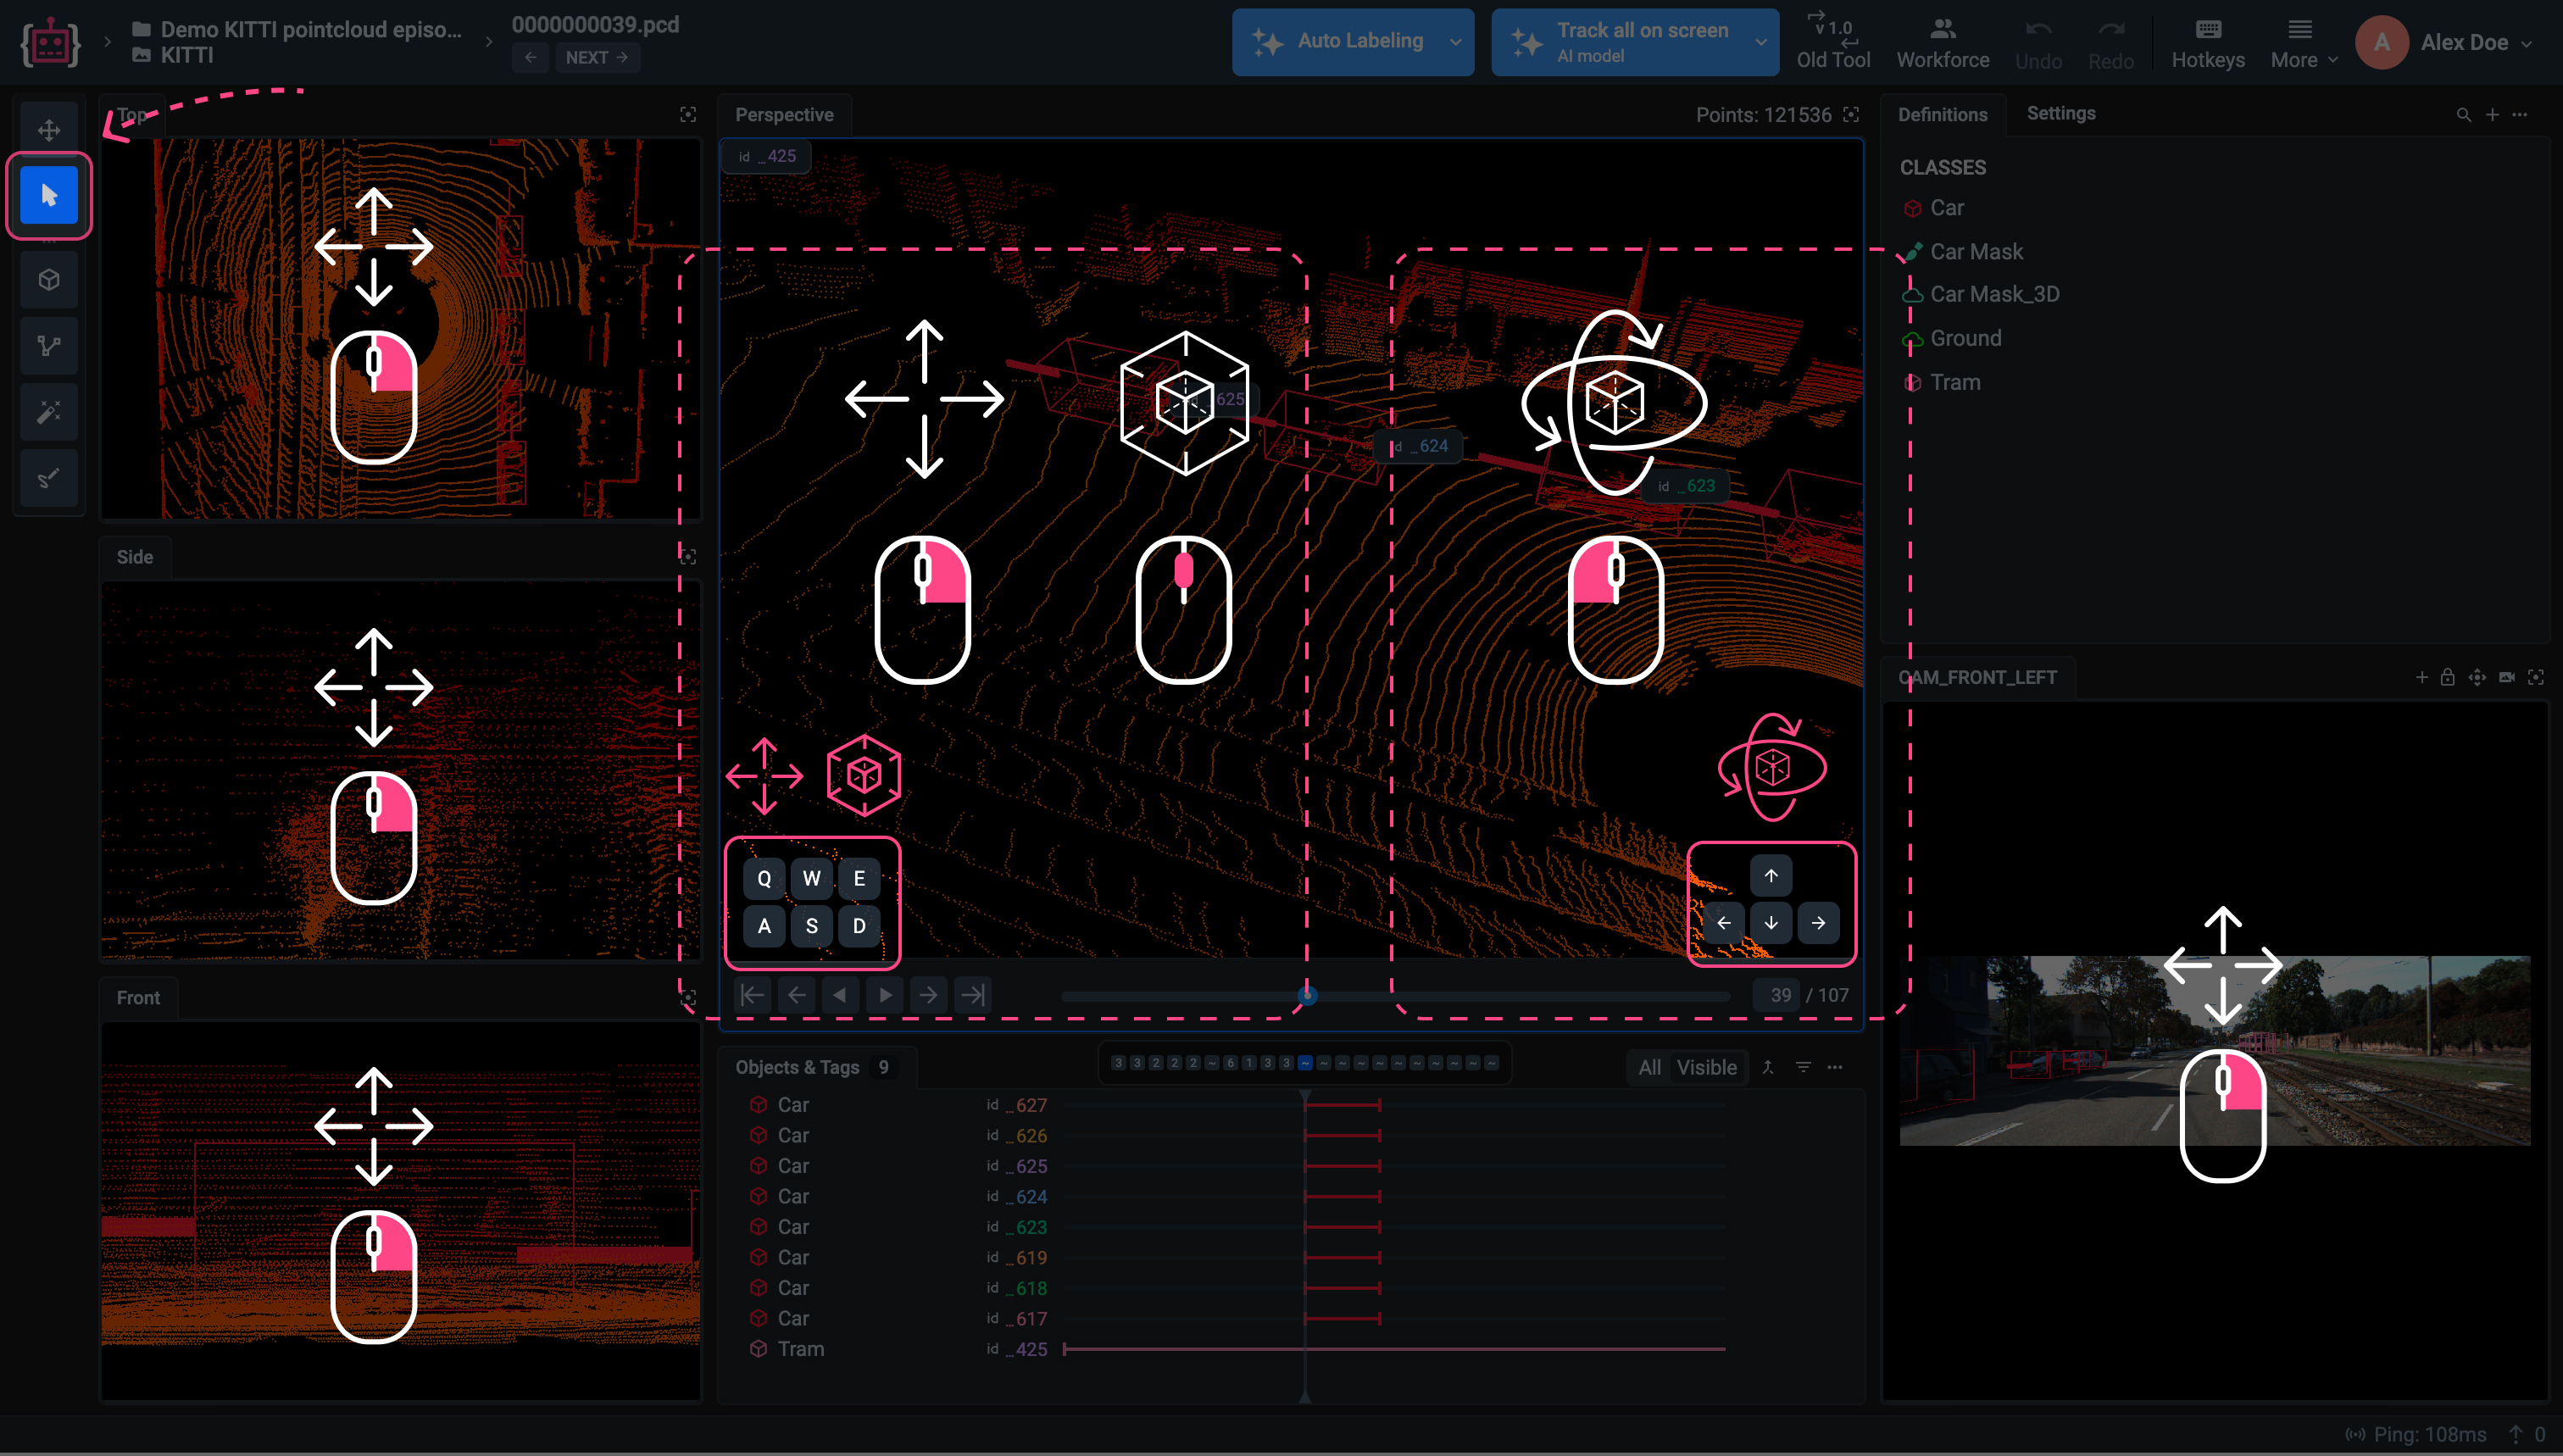 Demo KITTI pointcloud episo...
KITTI
0000000039.pcd
NEXT
Auto Labeling
Track all on screen
AI model
v 1.0
Old Tool
Workforce
Undo
Redo
Hotkeys
More
A
Alex Doe
Top
Perspective
Points: 121536
id _425
625
id _624
id _623
Q W E
A S D
39 / 107
Side
Front
Definitions
Settings
CLASSES
Car
Car Mask
Car Mask_3D
Ground
Tram
CAM_FRONT_LEFT
Objects & Tags 9
3 3 2 2 2 ~ 6 1 3 3 ~ ~ ~ ~ ~ ~ ~ ~ ~ ~ ~
All Visible
Car id _627
Car id _626
Car id _625
Car id _624
Car id _623
Car id _619
Car id _618
Car id _617
Tram id _425
Ping: 108ms
0